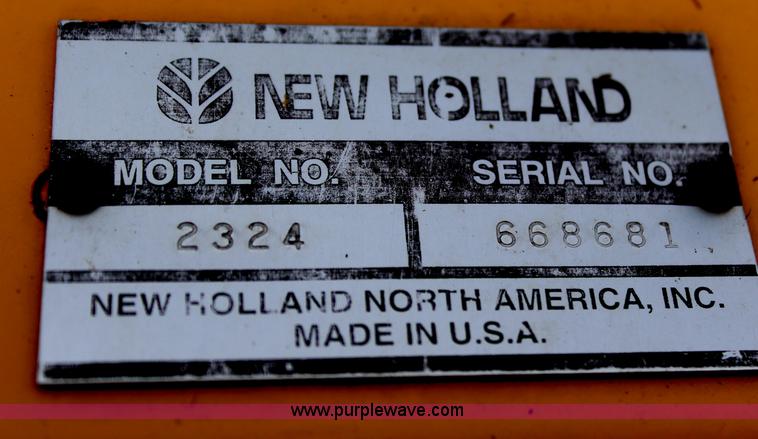 NEW HOLLAND
MODEL NO. SERIAL NO.
2324 668681
NEW HOLLAND NORTH AMERICA, INC.
MADE IN U.S.A.
www.purplewave.com